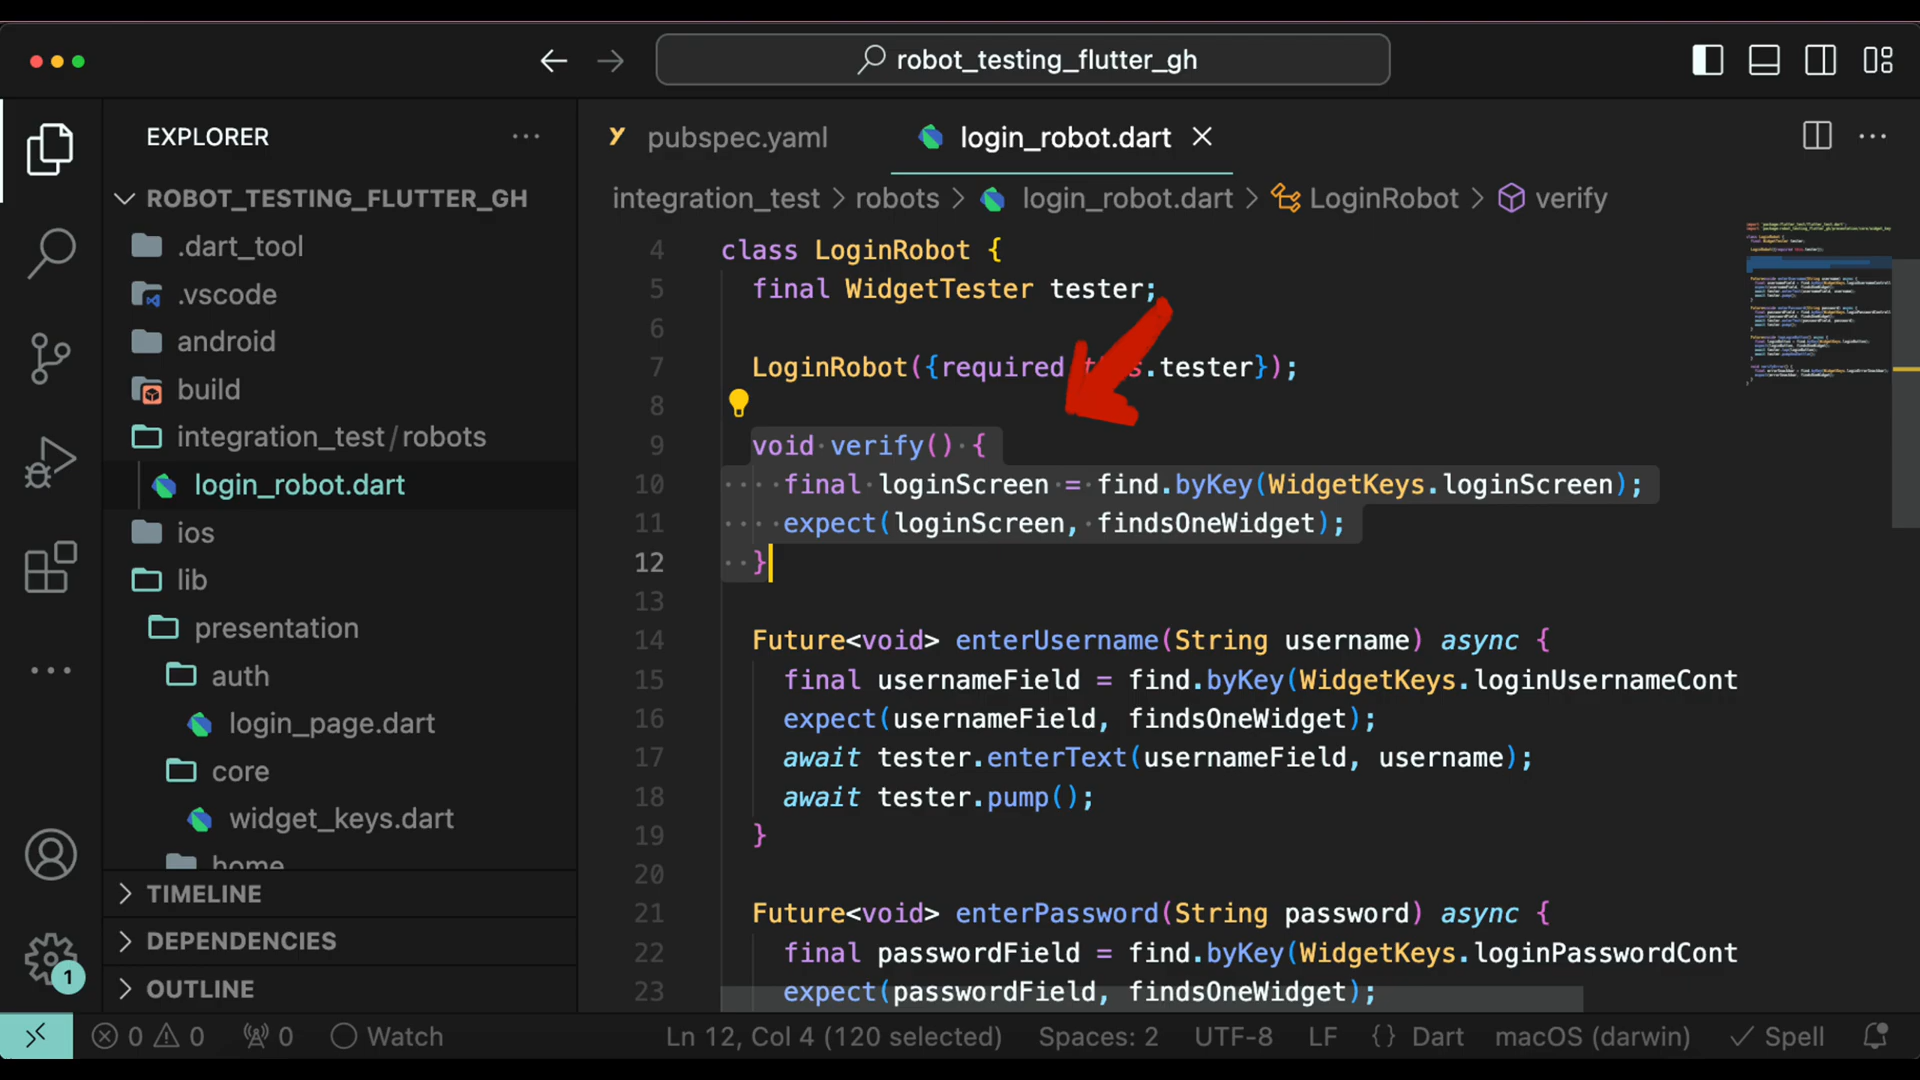 robot_testing_flutter_gh
EXPLORER
ROBOT_TESTING_FLUTTER_GH
.dart_tool
.vscode
android
build
integration_test/robots
login_robot.dart
ios
lib
presentation
auth
login_page.dart
core
widget_keys.dart
home
TIMELINE
DEPENDENCIES
OUTLINE
1
pubspec.yaml
login_robot.dart
integration_test > robots > login_robot.dart > LoginRobot > verify
4 class LoginRobot {
5 final WidgetTester tester;
6
7 LoginRobot({required this.tester});
8
9 void verify() {
10 final loginScreen = find.byKey(WidgetKeys.loginScreen);
11 expect(loginScreen, findsOneWidget);
12 }
13
14 Future<void> enterUsername(String username) async {
15 final usernameField = find.byKey(WidgetKeys.loginUsernameCont
16 expect(usernameField, findsOneWidget);
17 await tester.enterText(usernameField, username);
18 await tester.pump();
19 }
20
21 Future<void> enterPassword(String password) async {
22 final passwordField = find.byKey(WidgetKeys.loginPasswordCont
23 expect(passwordField, findsOneWidget);
0 0 0 Watch Ln 12, Col 4 (120 selected) Spaces: 2 UTF-8 LF {} Dart macOS (darwin) Spell